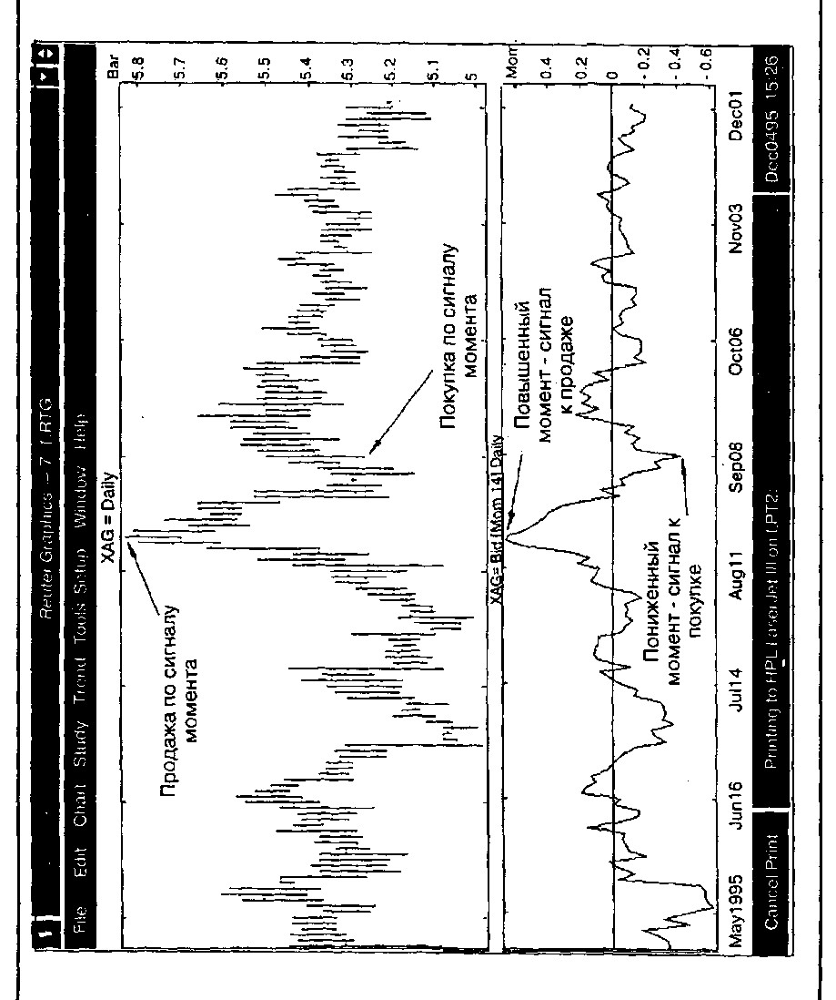 Reuter Graphics - 7 1.RTG
File Edit Chart Study Trend Tools Setup Window Help
XAG = Daily
Bar
5.8
5.7
5.6
5.5
5.4
5.3
5.2
5.1
5
Продажа по сигналу
момента
Покупка по сигналу
момента
XAG= Bid [Mom 14] Daily
Mom
0.4
0.2
0
- 0.2
- 0.4
- 0.6
Повышенный
момент - сигнал
к продаже
Пониженный
момент - сигнал к
покупке
May1995 Jun16 Jul14 Aug11 Sep08 Oct06 Nov03 Dec01
Cancel Print Printing to HPL LaserJet III on LPT2. Dec0495 15:26